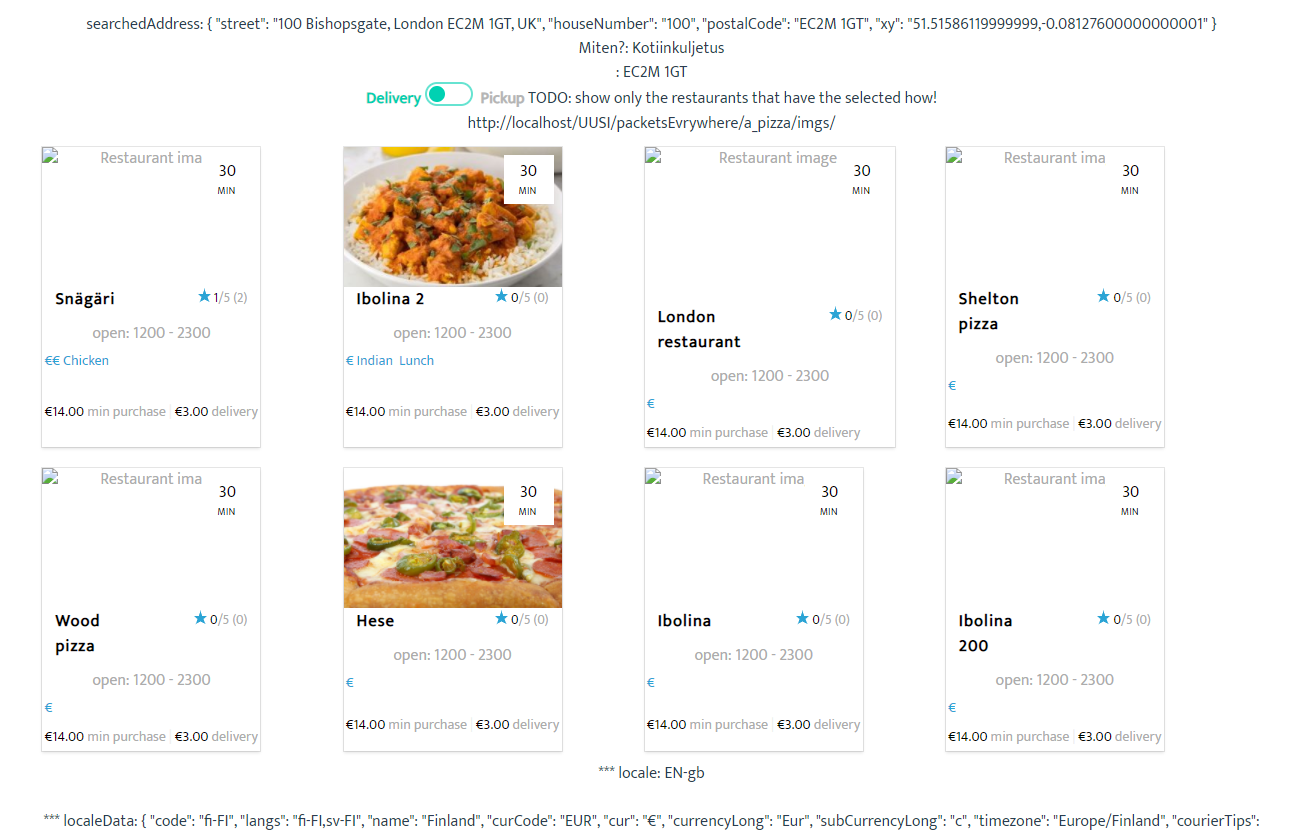 searchedAddress: { "street": "100 Bishopsgate, London EC2M 1GT, UK", "houseNumber": "100", "postalCode": "EC2M 1GT", "xy": "51.51586119999999,-0.08127600000000001" }
Miten?: Kotiinkuljetus
: EC2M 1GT
Delivery Pickup TODO: show only the restaurants that have the selected how!
http://localhost/UUSI/packetsEvrywhere/a_pizza/imgs/
Restaurant ima
30
MIN
Snägäri
1/5 (2)
open: 1200 - 2300
€€ Chicken
€14.00 min purchase | €3.00 delivery
30
MIN
Ibolina 2
0/5 (0)
open: 1200 - 2300
€ Indian Lunch
€14.00 min purchase | €3.00 delivery
Restaurant image
30
MIN
London
restaurant
0/5 (0)
open: 1200 - 2300
€
€14.00 min purchase | €3.00 delivery
Restaurant ima
30
MIN
Shelton
pizza
0/5 (0)
open: 1200 - 2300
€
€14.00 min purchase | €3.00 delivery
Restaurant ima
30
MIN
Wood
pizza
0/5 (0)
open: 1200 - 2300
€
€14.00 min purchase | €3.00 delivery
30
MIN
Hese
0/5 (0)
open: 1200 - 2300
€
€14.00 min purchase | €3.00 delivery
Restaurant ima
30
MIN
Ibolina
0/5 (0)
open: 1200 - 2300
€
€14.00 min purchase | €3.00 delivery
Restaurant ima
30
MIN
Ibolina
200
0/5 (0)
open: 1200 - 2300
€
€14.00 min purchase | €3.00 delivery
*** locale: EN-gb
*** localeData: { "code": "fi-FI", "langs": "fi-FI,sv-FI", "name": "Finland", "curCode": "EUR", "cur": "€", "currencyLong": "Eur", "subCurrencyLong": "c", "timezone": "Europe/Finland", "courierTips":